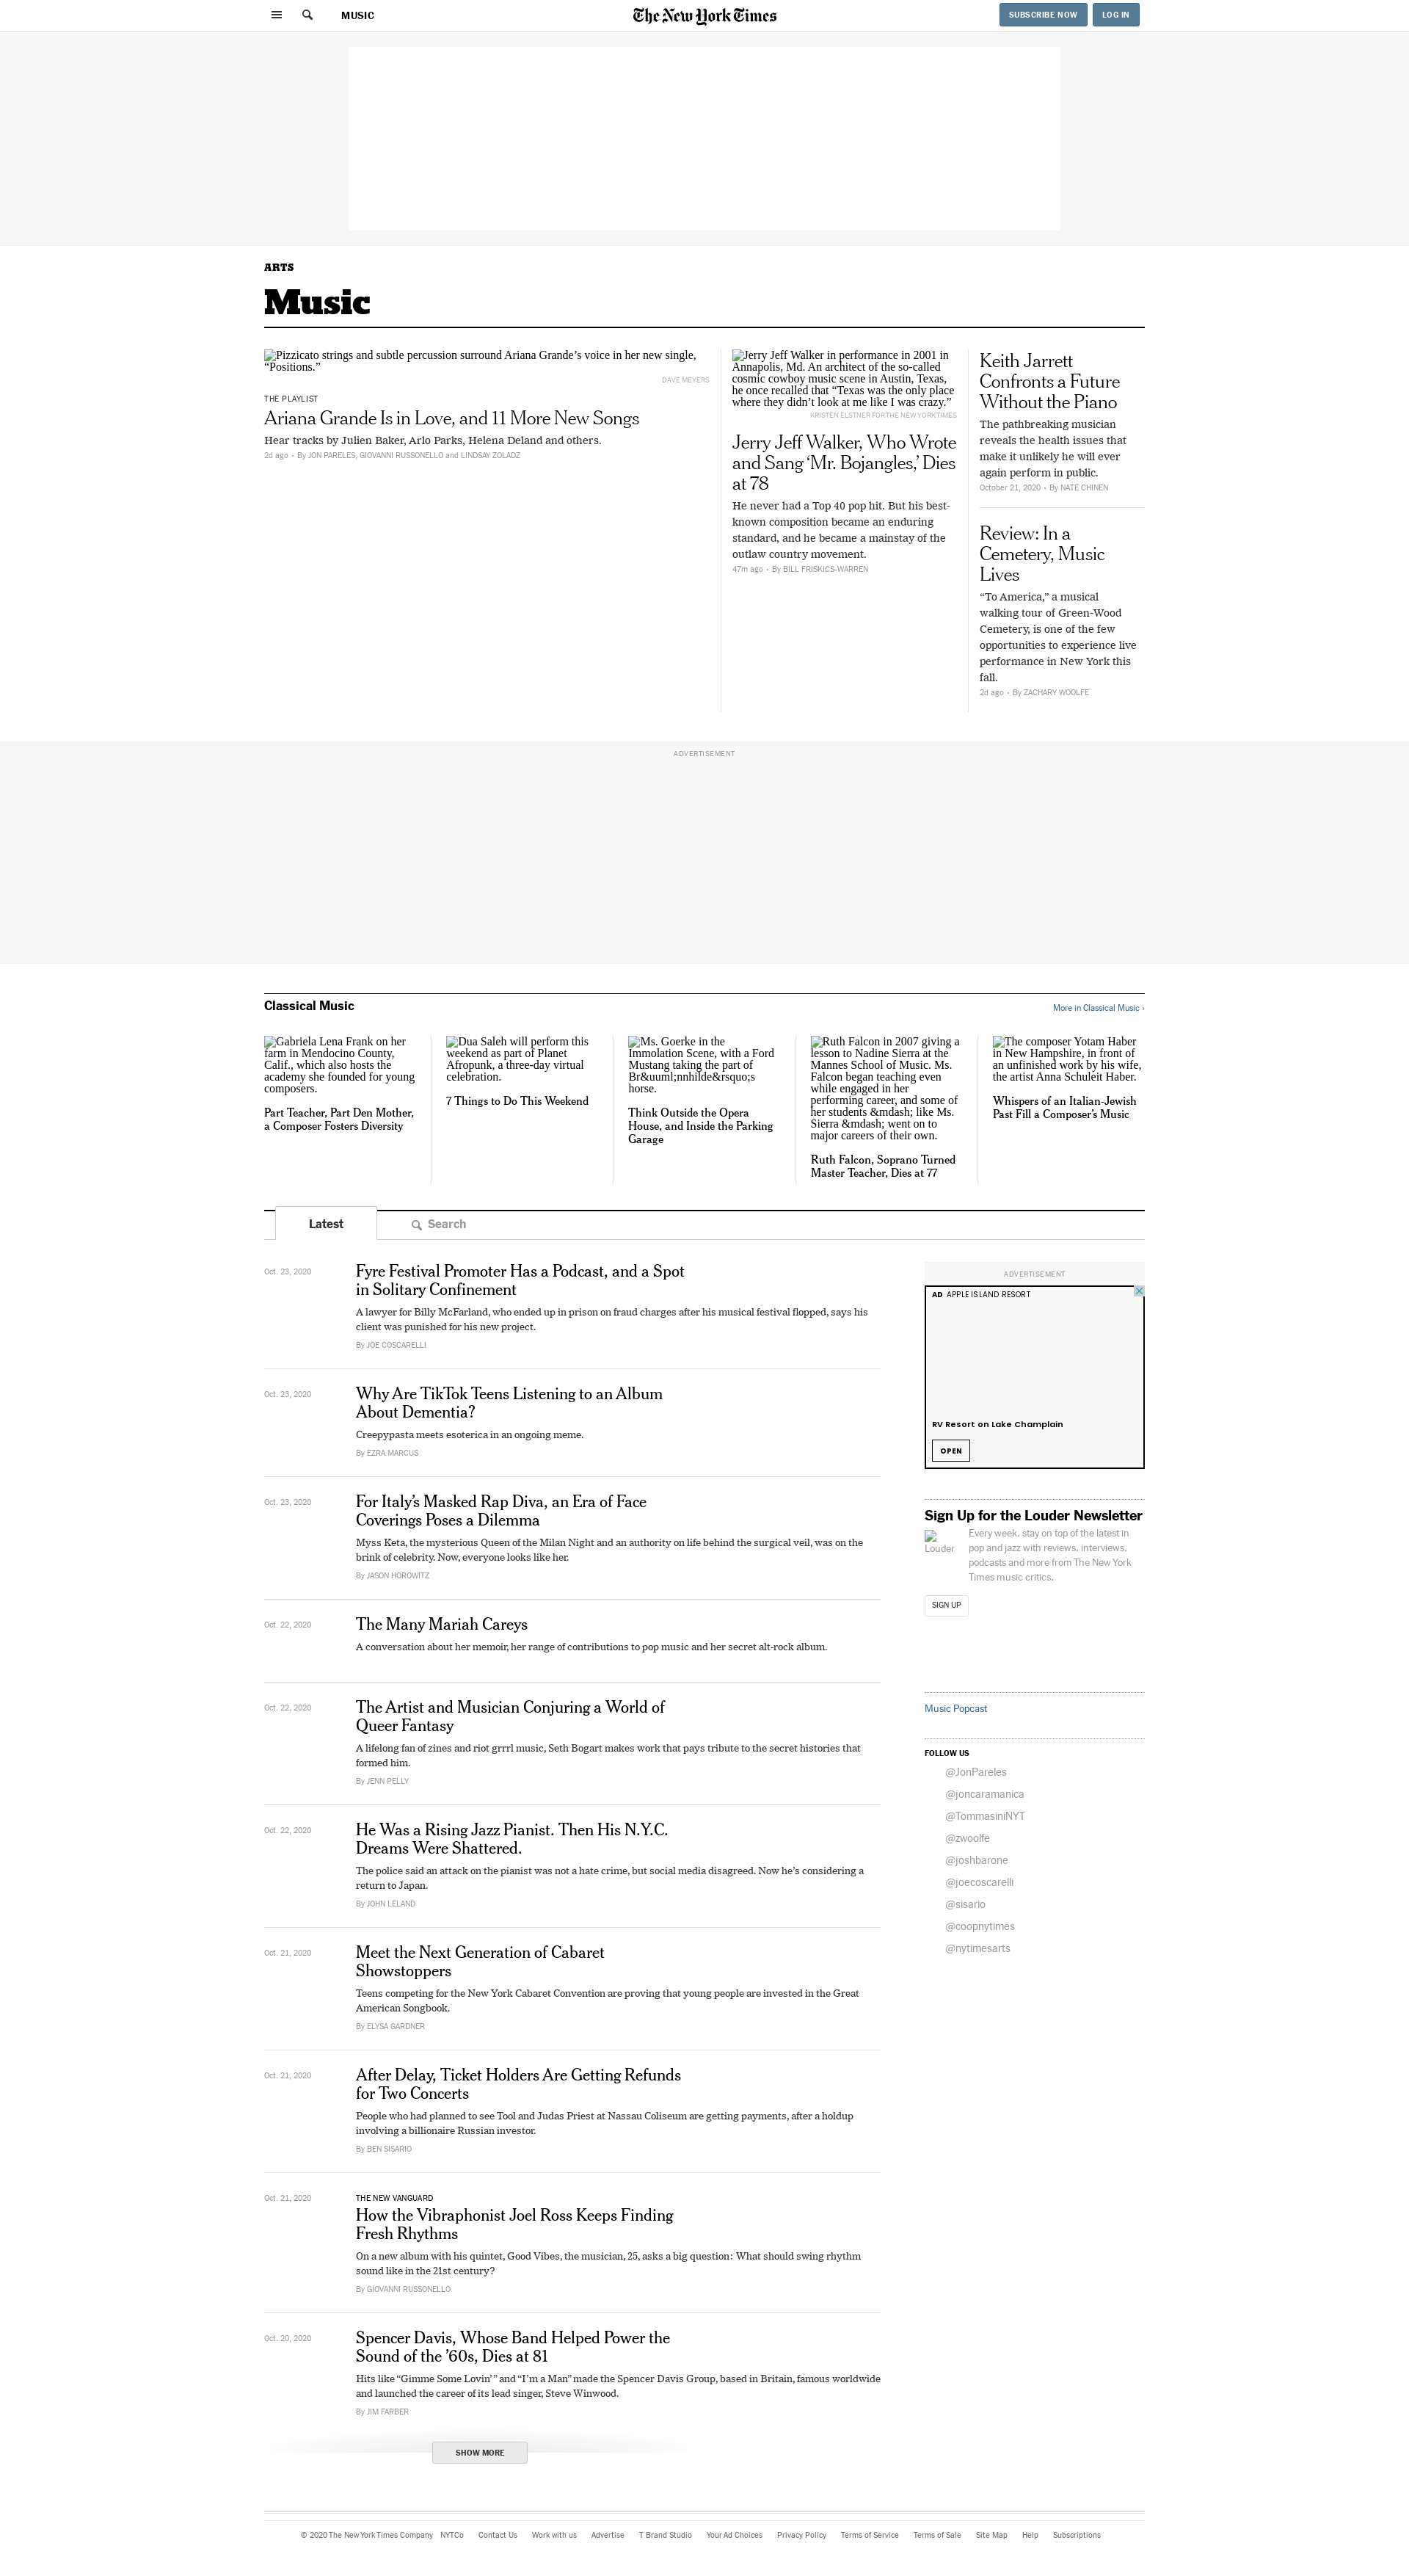 MUSIC
The New York Times
SUBSCRIBE NOW
LOG IN
ARTS
Music
Pizzicato strings and subtle percussion surround Ariana Grande’s voice in her new single,
“Positions.”
DAVE MEYERS
THE PLAYLIST
Ariana Grande Is in Love, and 11 More New Songs
Hear tracks by Julien Baker, Arlo Parks, Helena Deland and others.
2d ago • By JON PARELES, GIOVANNI RUSSONELLO and LINDSAY ZOLADZ
Jerry Jeff Walker in performance in 2001 in
Annapolis, Md. An architect of the so-called
cosmic cowboy music scene in Austin, Texas,
he once recalled that “Texas was the only place
where they didn’t look at me like I was crazy.”
KRISTEN ELSTNER FOR THE NEW YORK TIMES
Jerry Jeff Walker, Who Wrote
and Sang ‘Mr. Bojangles,’ Dies
at 78
He never had a Top 40 pop hit. But his best-
known composition became an enduring
standard, and he became a mainstay of the
outlaw country movement.
47m ago • By BILL FRISKICS-WARREN
Keith Jarrett
Confronts a Future
Without the Piano
The pathbreaking musician
reveals the health issues that
make it unlikely he will ever
again perform in public.
October 21, 2020 • By NATE CHINEN
Review: In a
Cemetery, Music
Lives
“To America,” a musical
walking tour of Green-Wood
Cemetery, is one of the few
opportunities to experience live
performance in New York this
fall.
2d ago • By ZACHARY WOOLFE
ADVERTISEMENT
Classical Music
More in Classical Music ›
Gabriela Lena Frank on her
farm in Mendocino County,
Calif., which also hosts the
academy she founded for young
composers.
Part Teacher, Part Den Mother,
a Composer Fosters Diversity
Dua Saleh will perform this
weekend as part of Planet
Afropunk, a three-day virtual
celebration.
7 Things to Do This Weekend
Ms. Goerke in the
Immolation Scene, with a Ford
Mustang taking the part of
Br&uuml;nnhilde&rsquo;s
horse.
Think Outside the Opera
House, and Inside the Parking
Garage
Ruth Falcon in 2007 giving a
lesson to Nadine Sierra at the
Mannes School of Music. Ms.
Falcon began teaching even
while engaged in her
performing career, and some of
her students &mdash; like Ms.
Sierra &mdash; went on to
major careers of their own.
Ruth Falcon, Soprano Turned
Master Teacher, Dies at 77
The composer Yotam Haber
in New Hampshire, in front of
an unfinished work by his wife,
the artist Anna Schuleit Haber.
Whispers of an Italian-Jewish
Past Fill a Composer’s Music
Latest
Search
Oct. 23, 2020
Fyre Festival Promoter Has a Podcast, and a Spot
in Solitary Confinement
A lawyer for Billy McFarland, who ended up in prison on fraud charges after his musical festival flopped, says his
client was punished for his new project.
By JOE COSCARELLI
Oct. 23, 2020
Why Are TikTok Teens Listening to an Album
About Dementia?
Creepypasta meets esoterica in an ongoing meme.
By EZRA MARCUS
Oct. 23, 2020
For Italy’s Masked Rap Diva, an Era of Face
Coverings Poses a Dilemma
Myss Keta, the mysterious Queen of the Milan Night and an authority on life behind the surgical veil, was on the
brink of celebrity. Now, everyone looks like her.
By JASON HOROWITZ
Oct. 22, 2020
The Many Mariah Careys
A conversation about her memoir, her range of contributions to pop music and her secret alt-rock album.
Oct. 22, 2020
The Artist and Musician Conjuring a World of
Queer Fantasy
A lifelong fan of zines and riot grrrl music, Seth Bogart makes work that pays tribute to the secret histories that
formed him.
By JENN PELLY
Oct. 22, 2020
He Was a Rising Jazz Pianist. Then His N.Y.C.
Dreams Were Shattered.
The police said an attack on the pianist was not a hate crime, but social media disagreed. Now he’s considering a
return to Japan.
By JOHN LELAND
Oct. 21, 2020
Meet the Next Generation of Cabaret
Showstoppers
Teens competing for the New York Cabaret Convention are proving that young people are invested in the Great
American Songbook.
By ELYSA GARDNER
Oct. 21, 2020
After Delay, Ticket Holders Are Getting Refunds
for Two Concerts
People who had planned to see Tool and Judas Priest at Nassau Coliseum are getting payments, after a holdup
involving a billionaire Russian investor.
By BEN SISARIO
Oct. 21, 2020
THE NEW VANGUARD
How the Vibraphonist Joel Ross Keeps Finding
Fresh Rhythms
On a new album with his quintet, Good Vibes, the musician, 25, asks a big question: What should swing rhythm
sound like in the 21st century?
By GIOVANNI RUSSONELLO
Oct. 20, 2020
Spencer Davis, Whose Band Helped Power the
Sound of the ’60s, Dies at 81
Hits like “Gimme Some Lovin’ ” and “I’m a Man” made the Spencer Davis Group, based in Britain, famous worldwide
and launched the career of its lead singer, Steve Winwood.
By JIM FARBER
SHOW MORE
ADVERTISEMENT
AD APPLE ISLAND RESORT
RV Resort on Lake Champlain
OPEN
Sign Up for the Louder Newsletter
Louder
Every week, stay on top of the latest in
pop and jazz with reviews, interviews,
podcasts and more from The New York
Times music critics.
SIGN UP
Music Popcast
FOLLOW US
@JonPareles
@joncaramanica
@TommasiniNYT
@zwoolfe
@joshbarone
@joecoscarelli
@sisario
@coopnytimes
@nytimesarts
© 2020 The New York Times Company NYTCo Contact Us Work with us Advertise T Brand Studio Your Ad Choices Privacy Policy Terms of Service Terms of Sale Site Map Help Subscriptions